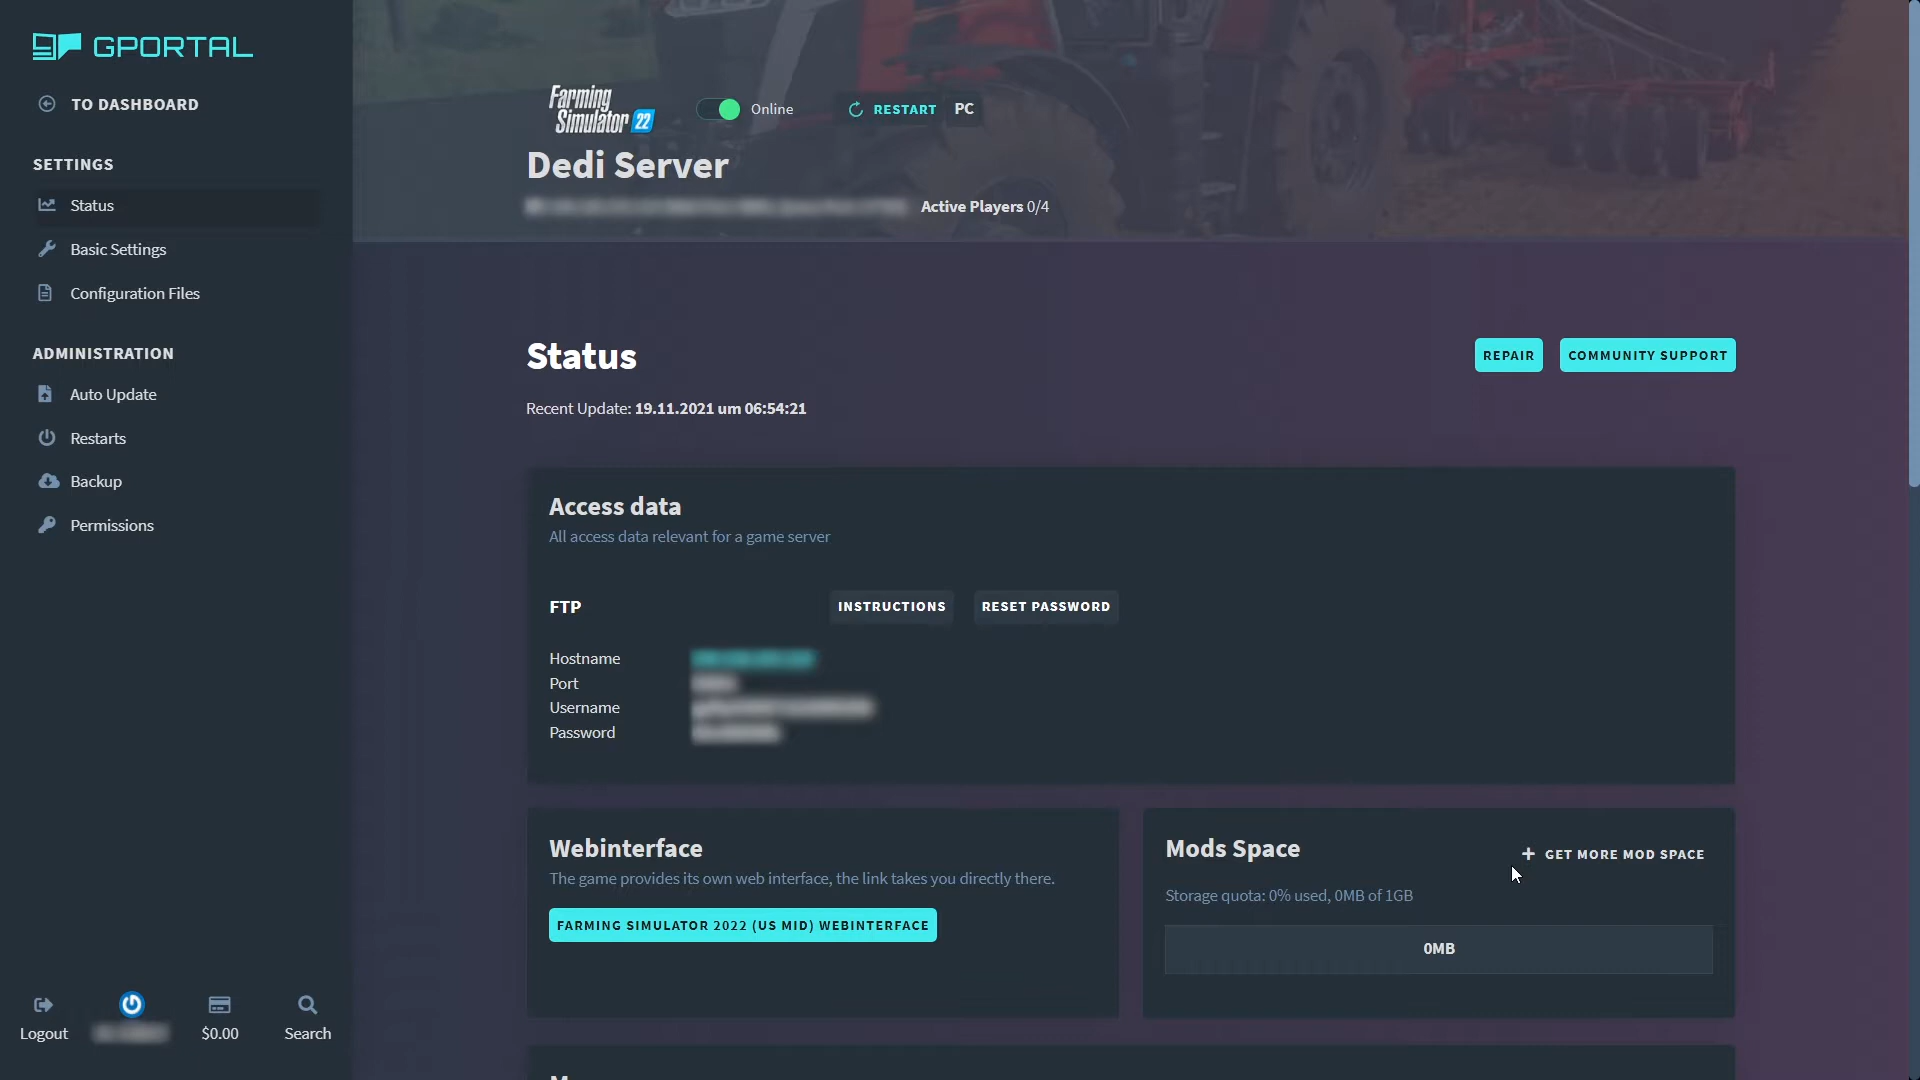 GPORTAL
TO DASHBOARD
SETTINGS
Status
Basic Settings
Configuration Files
ADMINISTRATION
Auto Update
Restarts
Backup
Permissions
Logout
$0.00
Search
Farming
Simulator 22
Online
RESTART
PC
Dedi Server
Active Players 0/4
Status
REPAIR
COMMUNITY SUPPORT
Recent Update: 19.11.2021 um 06:54:21
Access data
All access data relevant for a game server
FTP
INSTRUCTIONS
RESET PASSWORD
Hostname
Port
Username
Password
Webinterface
The game provides its own web interface, the link takes you directly there.
FARMING SIMULATOR 2022 (US MID) WEBINTERFACE
Mods Space
+ GET MORE MOD SPACE
Storage quota: 0% used, 0MB of 1GB
0MB